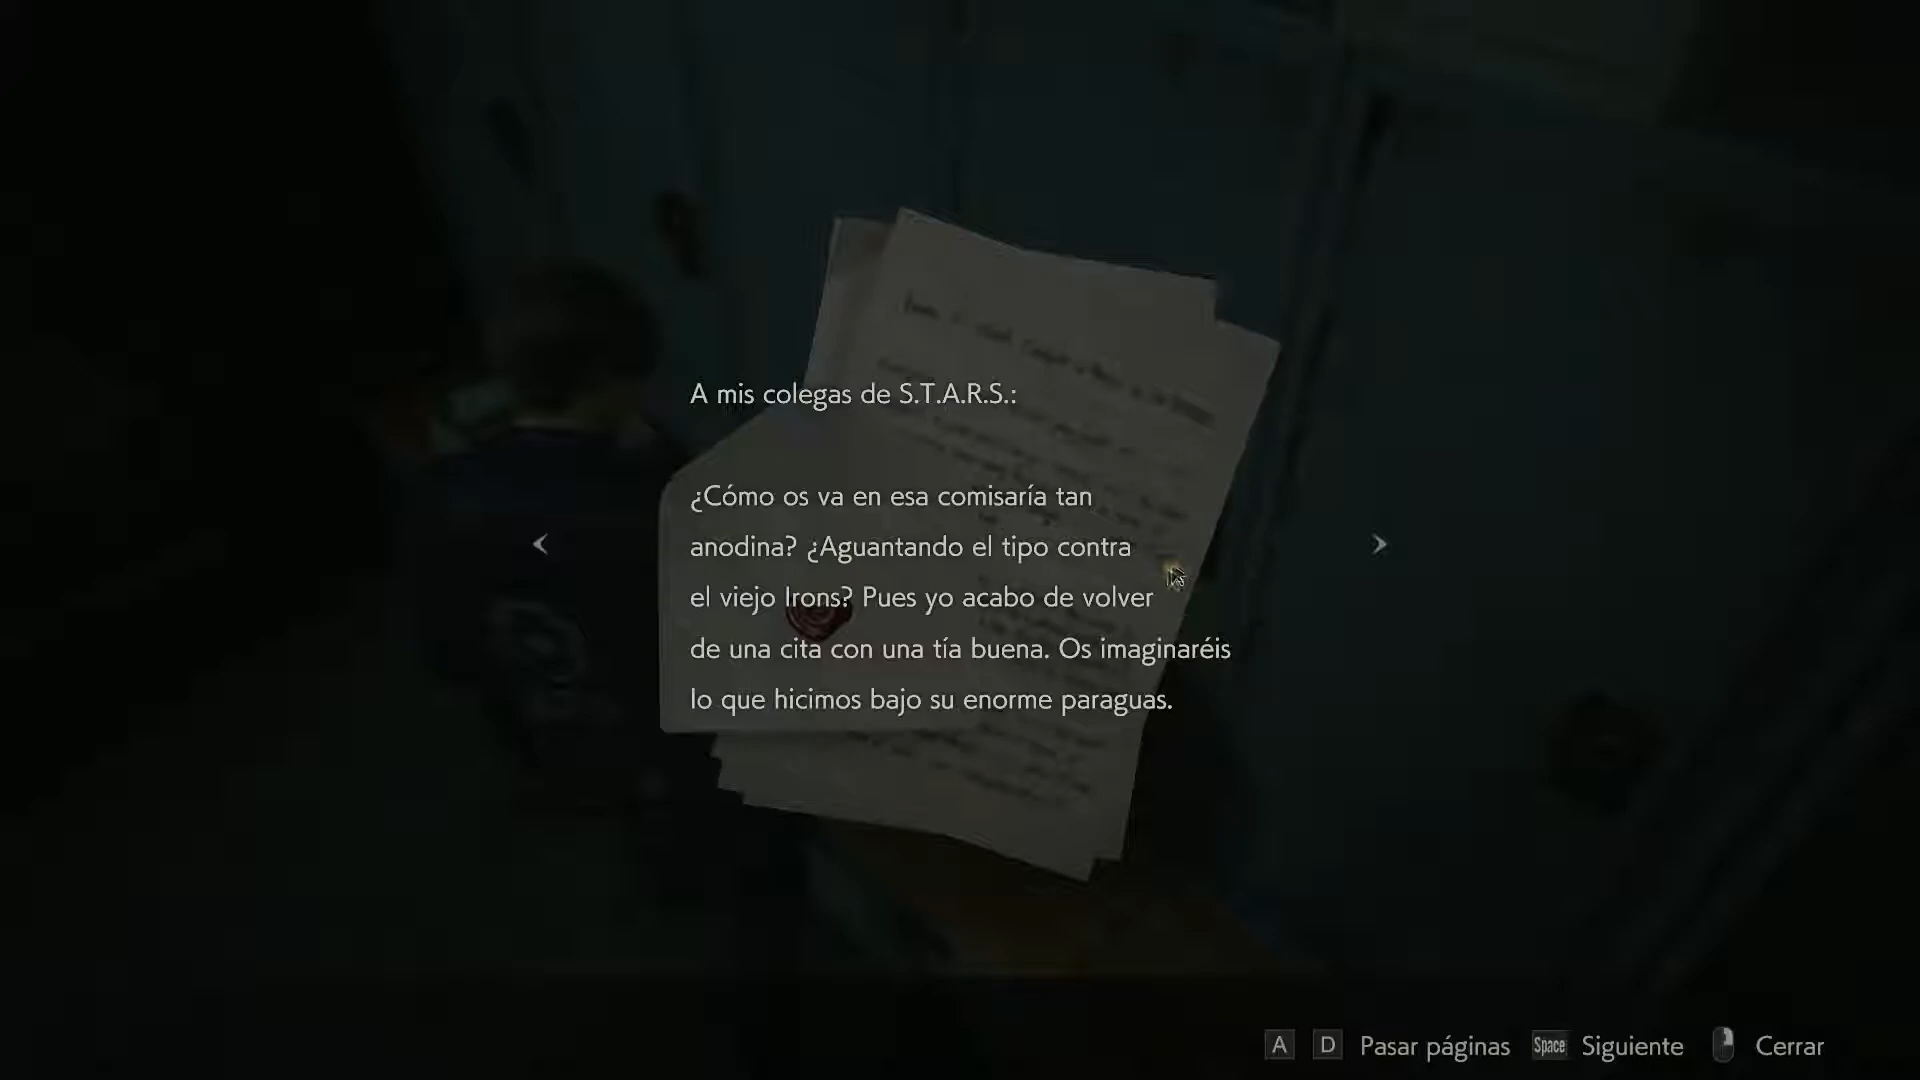 A mis colegas de S.T.A.R.S.:
¿Cómo os va en esa comisaría tan
anodina? ¿Aguantando el tipo contra
el viejo Irons? Pues yo acabo de volver
de una cita con una tía buena. Os imaginaréis
lo que hicimos bajo su enorme paraguas.
A D Pasar páginas Space Siguiente Cerrar